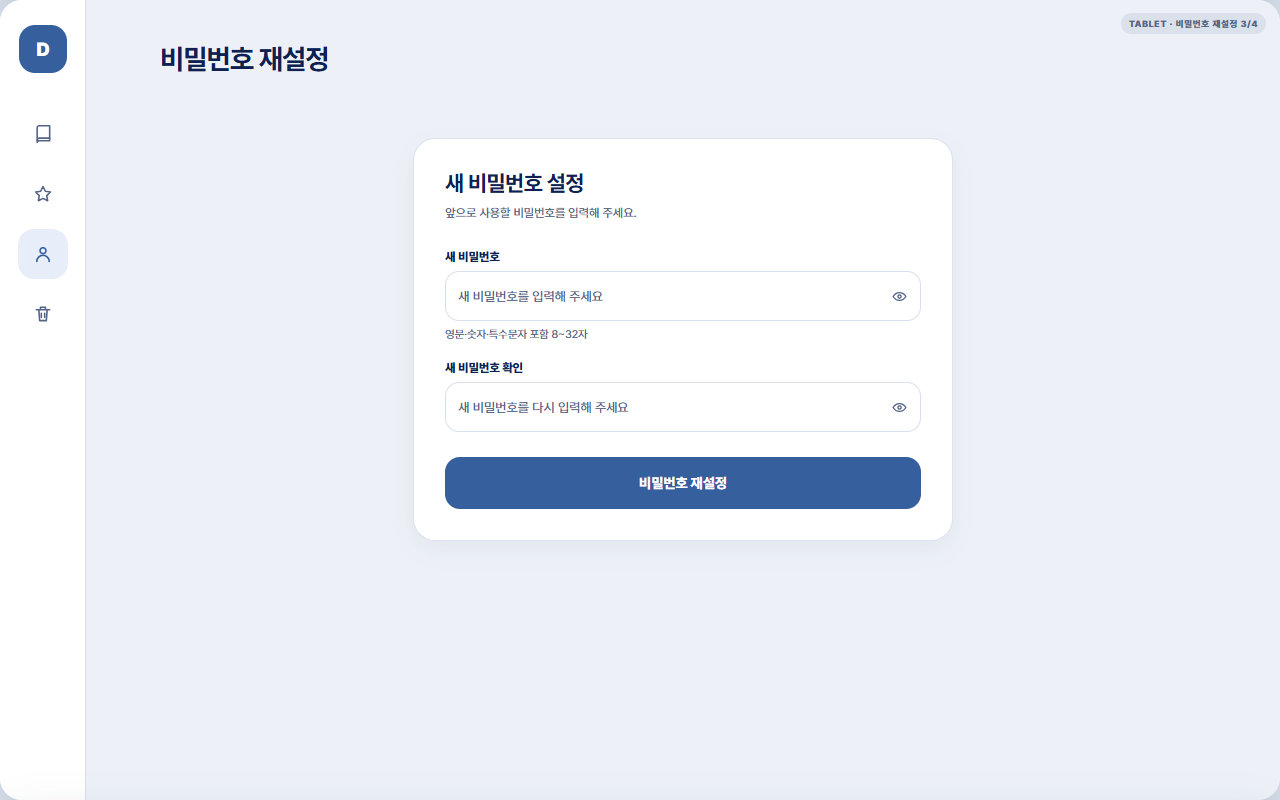 D
TABLET · 비밀번호 재설정 3/4
비밀번호 재설정
새 비밀번호 설정
앞으로 사용할 비밀번호를 입력해 주세요.
새 비밀번호
새 비밀번호를 입력해 주세요
영문·숫자·특수문자 포함 8~32자
새 비밀번호 확인
새 비밀번호를 다시 입력해 주세요
비밀번호 재설정